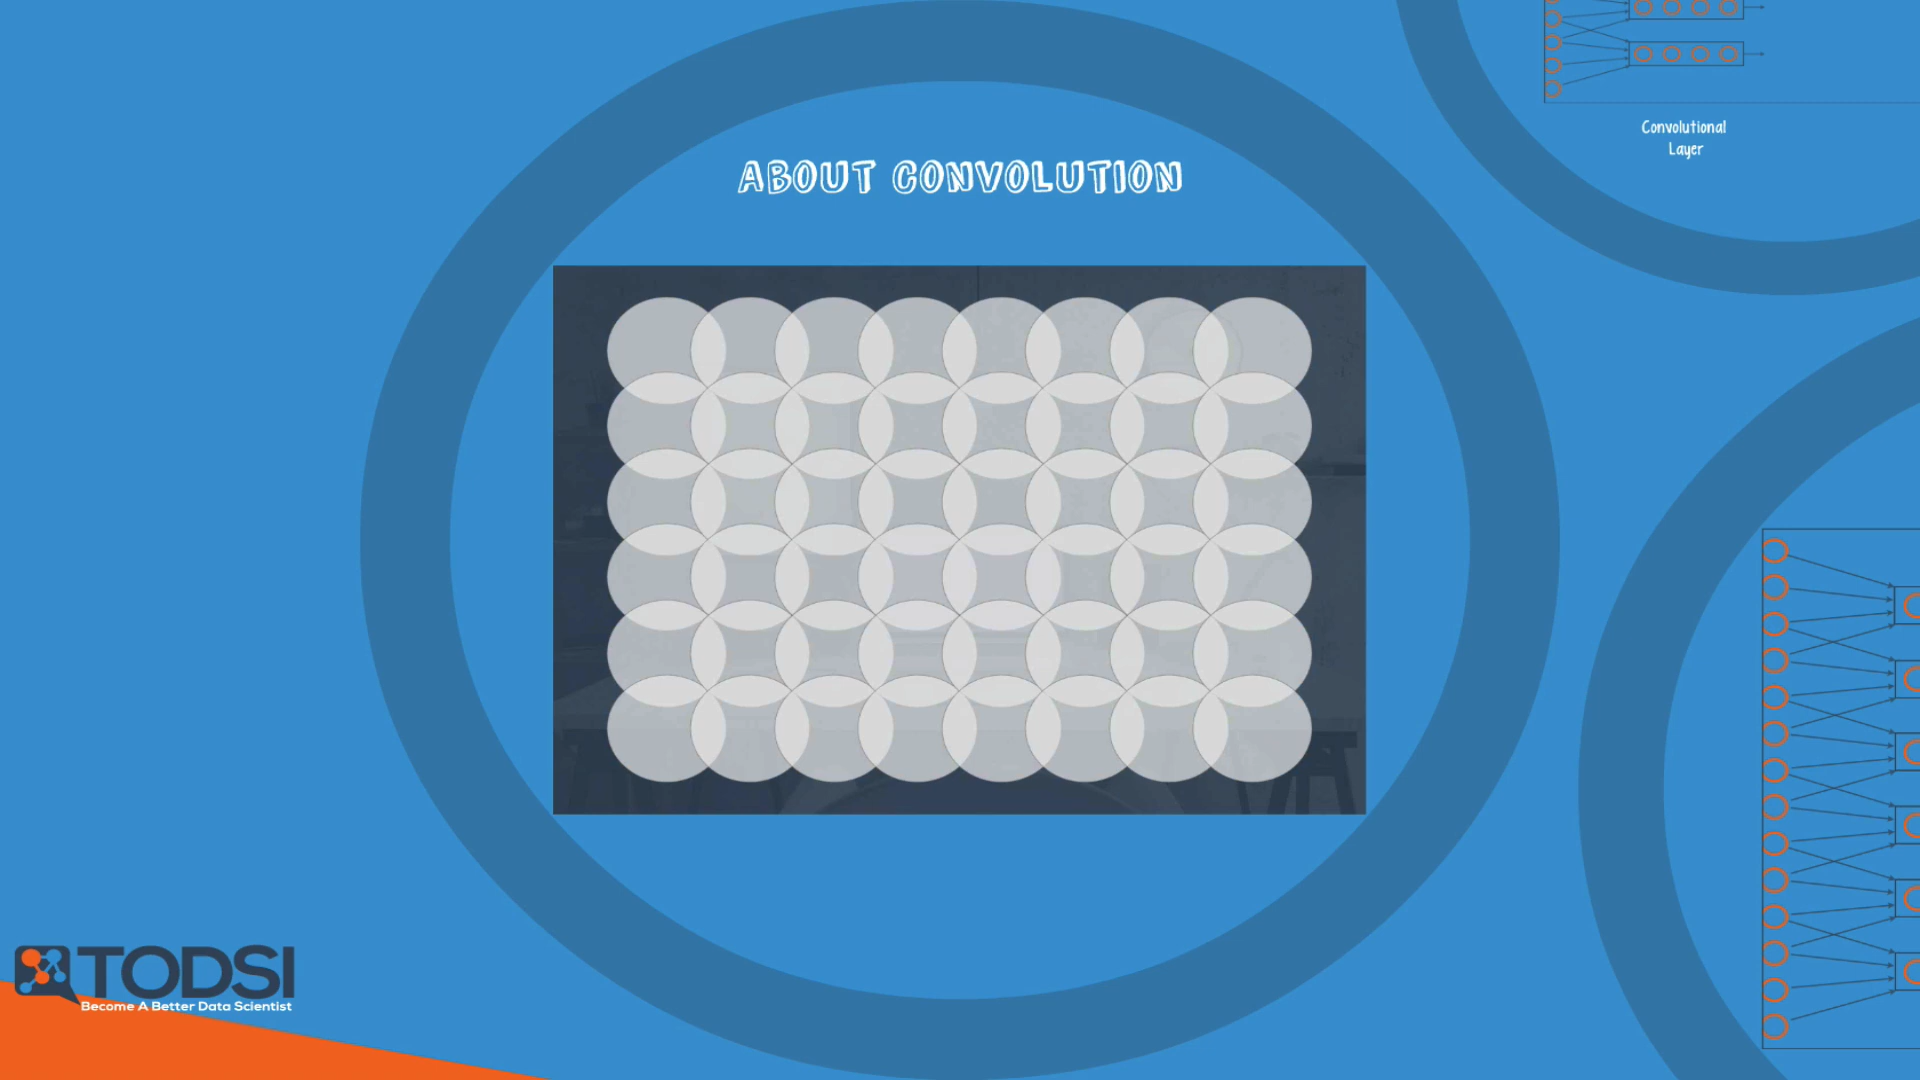 ABOUT CONVOLUTION
Convolutional
Layer
TODSI
Become A Better Data Scientist